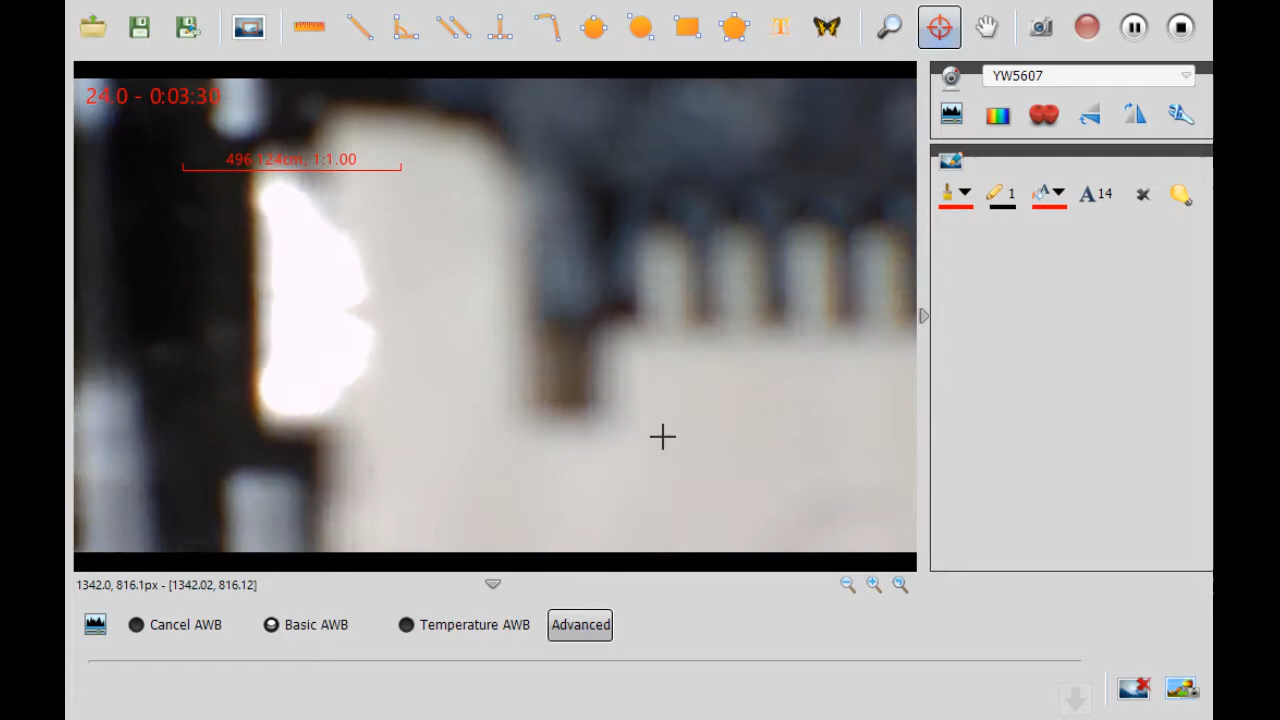 T
YW5607
24.0 - 0:03:30
496.124cm, 1:1.00
1
A 14
1342.0, 816.1px - [1342.02, 816.12]
Cancel AWB
Basic AWB
Temperature AWB
Advanced